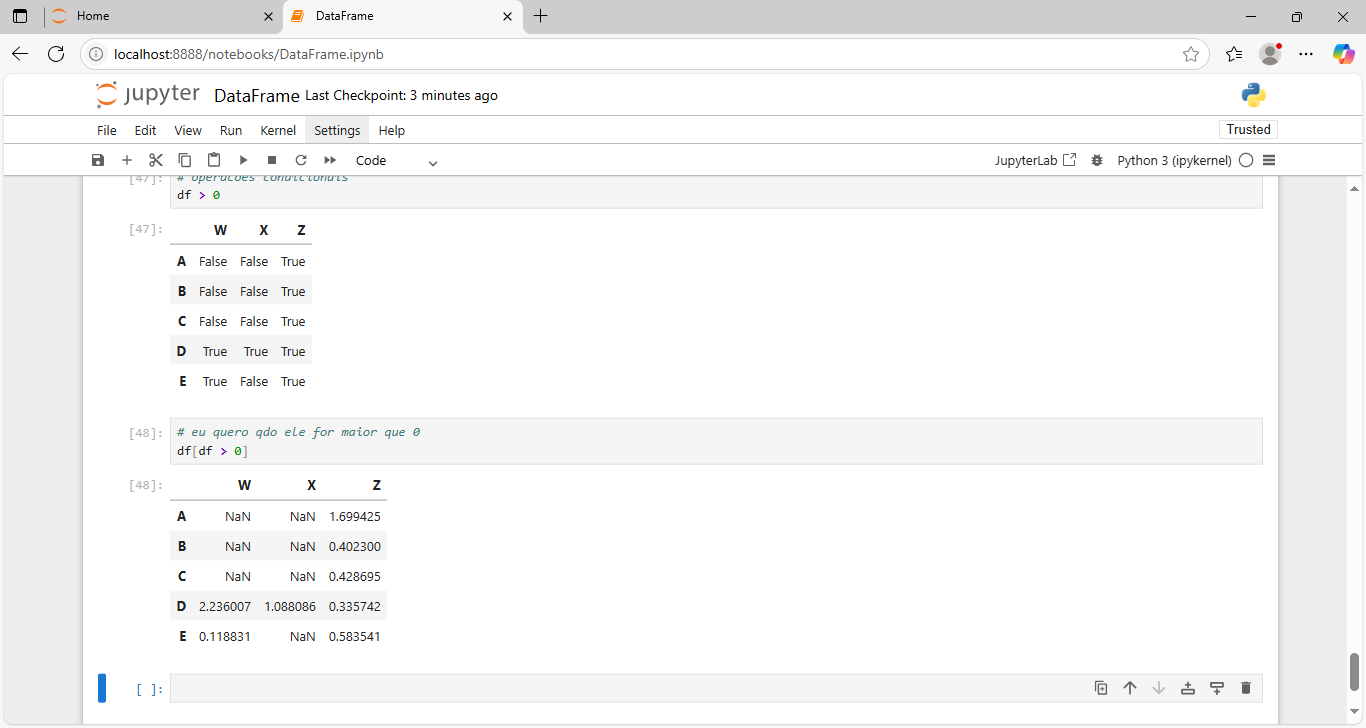 Home
DataFrame
localhost:8888/notebooks/DataFrame.ipynb
jupyter DataFrame Last Checkpoint: 3 minutes ago
File Edit View Run Kernel Settings Help
Trusted
Code
JupyterLab
Python 3 (ipykernel)
[47]: # operacoes condicionais
df > 0
[47]: W X Z
A False False True
B False False True
C False False True
D True True True
E True False True
[48]: # eu quero qdo ele for maior que 0
df[df > 0]
[48]: W X Z
A NaN NaN 1.699425
B NaN NaN 0.402300
C NaN NaN 0.428695
D 2.236007 1.088086 0.335742
E 0.118831 NaN 0.583541
[ ]: